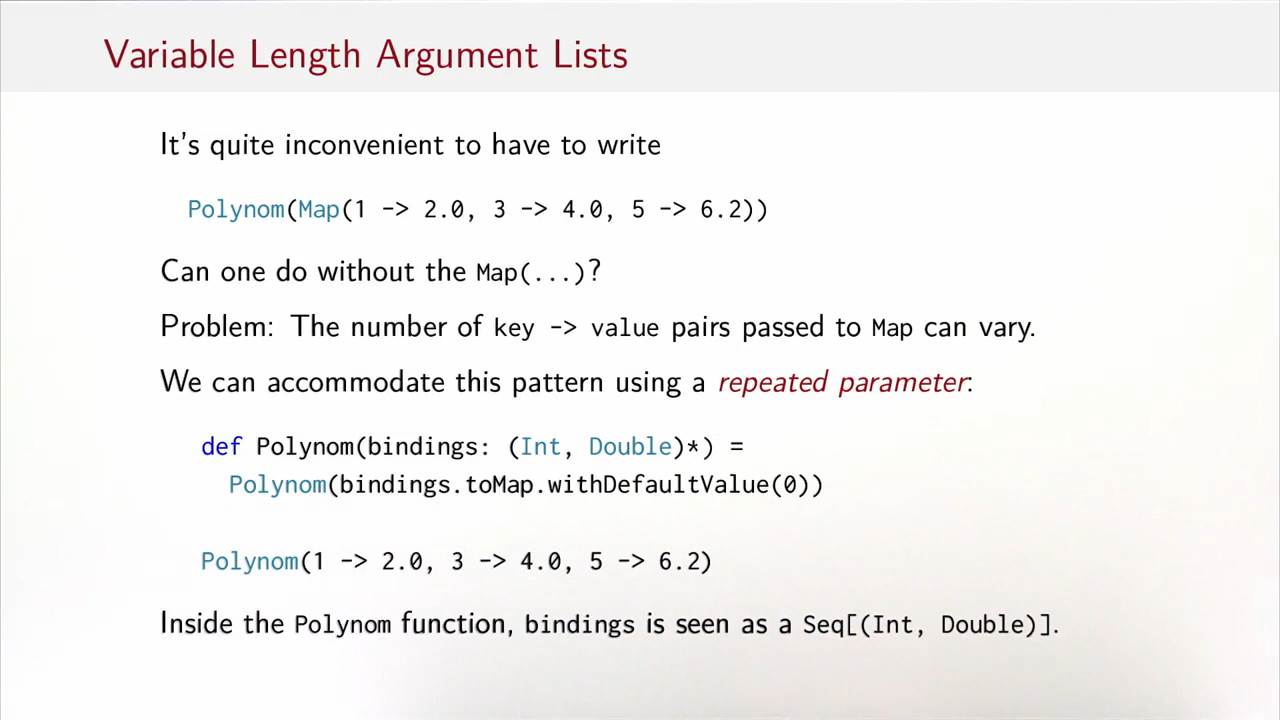 Variable Length Argument Lists
It's quite inconvenient to have to write
Polynom(Map(1 -> 2.0, 3 -> 4.0, 5 -> 6.2))
Can one do without the Map(...)?
Problem: The number of key -> value pairs passed to Map can vary.
We can accommodate this pattern using a repeated parameter:
def Polynom(bindings: (Int, Double)*) =
Polynom(bindings.toMap.withDefaultValue(0))
Polynom(1 -> 2.0, 3 -> 4.0, 5 -> 6.2)
Inside the Polynom function, bindings is seen as a Seq[(Int, Double)].